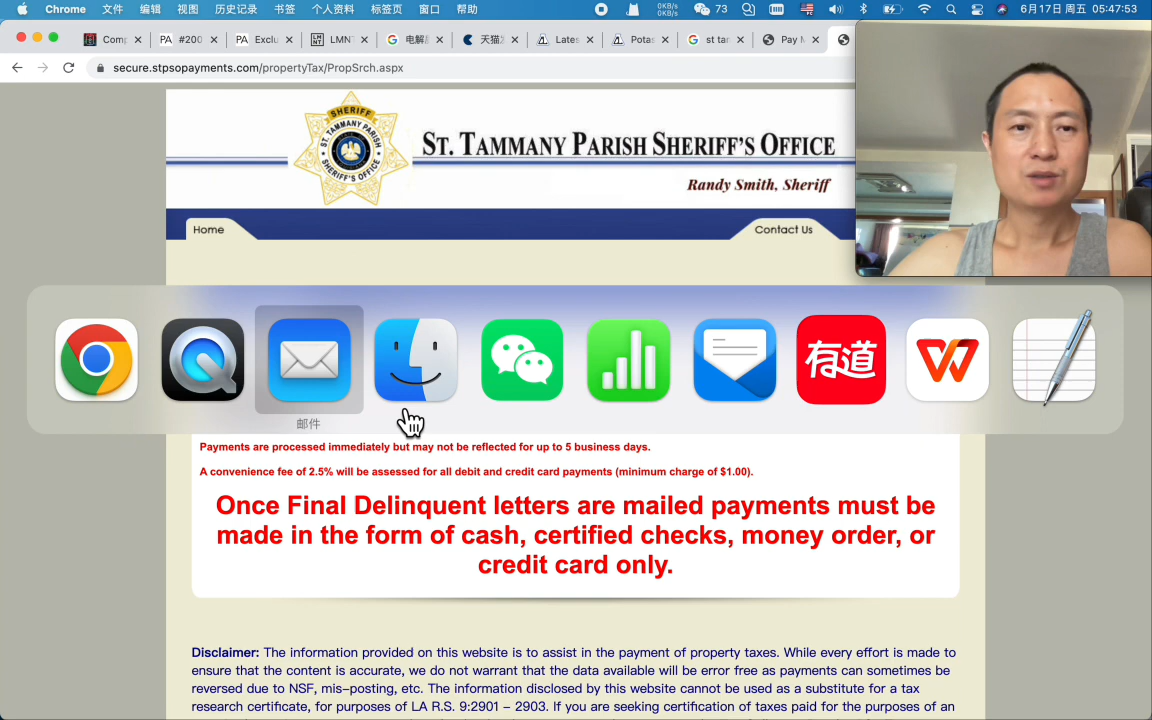 Chrome 文件 编辑 视图 历史记录 书签 个人资料 标签页 窗口 帮助
0KB/s
0KB/s
73
6月17日 周五 05:47:53
Comp
PA #200
PA Exclu
LMNT
电解
天猫
Lates
Potas
st tar
Pay M
secure.stpsopayments.com/propertyTax/PropSrch.aspx
SHERIFF
ST. TAMMANY PARISH
SHERIFF'S OFFICE
ST. TAMMANY PARISH SHERIFF'S OFFICE
Randy Smith, Sheriff
Home
Contact Us
有道
W
邮件
Payments are processed immediately but may not be reflected for up to 5 business days.
A convenience fee of 2.5% will be assessed for all debit and credit card payments (minimum charge of $1.00).
Once Final Delinquent letters are mailed payments must be
made in the form of cash, certified checks, money order, or
credit card only.
Disclaimer: The information provided on this website is to assist in the payment of property taxes. While every effort is made to
ensure that the content is accurate, we do not warrant that the data available will be error free as payments can sometimes be
reversed due to NSF, mis-posting, etc. The information disclosed by this website cannot be used as a substitute for a tax
research certificate, for purposes of LA R.S. 9:2901 – 2903. If you are seeking certification of taxes paid for the purposes of an